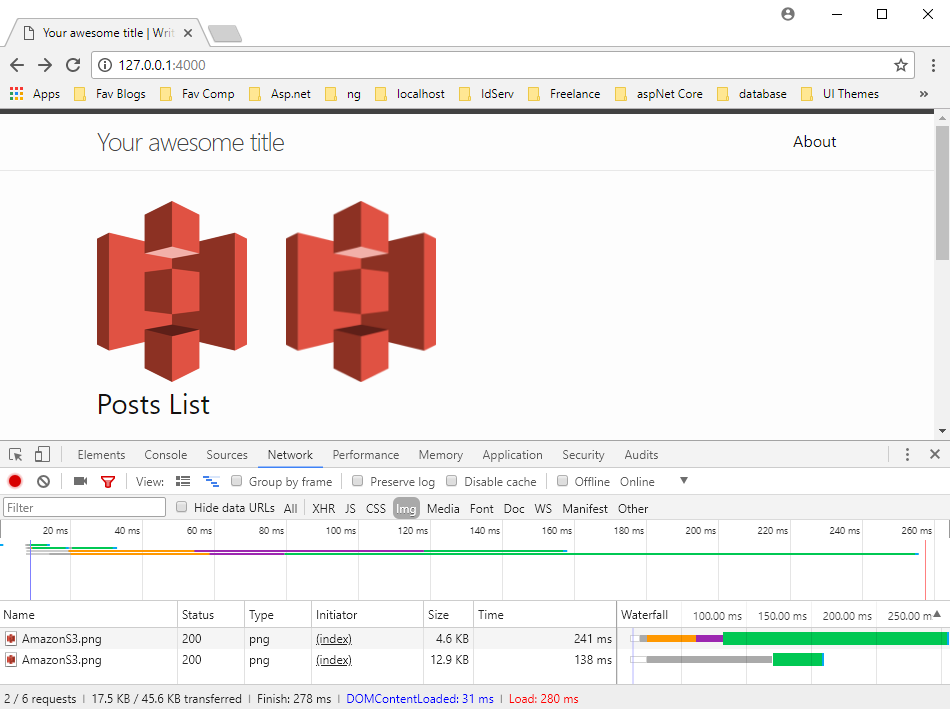 Your awesome title | Writ
127.0.0.1:4000
Apps Fav Blogs Fav Comp Asp.net ng localhost IdServ Freelance aspNet Core database UI Themes »
Your awesome title About
Posts List
Elements Console Sources Network Performance Memory Application Security Audits
View: Group by frame Preserve log Disable cache Offline Online
Filter Hide data URLs All XHR JS CSS Img Media Font Doc WS Manifest Other
20 ms 40 ms 60 ms 80 ms 100 ms 120 ms 140 ms 160 ms 180 ms 200 ms 220 ms 240 ms 260 ms
Name Status Type Initiator Size Time Waterfall 100.00 ms 150.00 ms 200.00 ms 250.00 m
AmazonS3.png 200 png (index) 4.6 KB 241 ms
AmazonS3.png 200 png (index) 12.9 KB 138 ms
2 / 6 requests | 17.5 KB / 45.6 KB transferred | Finish: 278 ms | DOMContentLoaded: 31 ms | Load: 280 ms